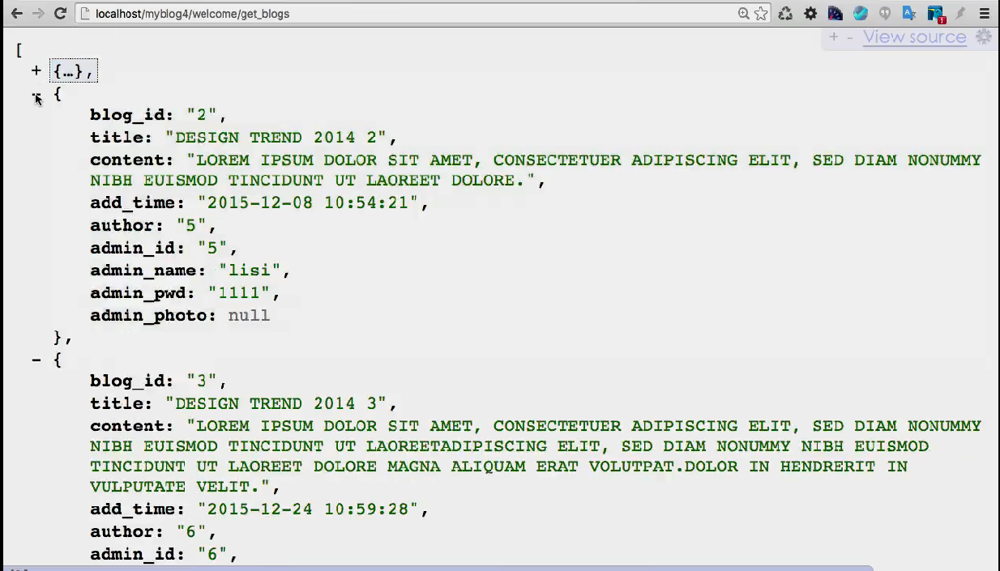 localhost/myblog4/welcome/get_blogs
+ - View source
[
+ {…},
- {
blog_id: "2",
title: "DESIGN TREND 2014 2",
content: "LOREM IPSUM DOLOR SIT AMET, CONSECTETUER ADIPISCING ELIT, SED DIAM NONUMMY
NIBH EUISMOD TINCIDUNT UT LAOREET DOLORE.",
add_time: "2015-12-08 10:54:21",
author: "5",
admin_id: "5",
admin_name: "lisi",
admin_pwd: "1111",
admin_photo: null
},
- {
blog_id: "3",
title: "DESIGN TREND 2014 3",
content: "LOREM IPSUM DOLOR SIT AMET, CONSECTETUER ADIPISCING ELIT, SED DIAM NONUMMY
NIBH EUISMOD TINCIDUNT UT LAOREETADIPISCING ELIT, SED DIAM NONUMMY NIBH EUISMOD
TINCIDUNT UT LAOREET DOLORE MAGNA ALIQUAM ERAT VOLUTPAT.DOLOR IN HENDRERIT IN
VULPUTATE VELIT.",
add_time: "2015-12-24 10:59:28",
author: "6",
admin_id: "6",